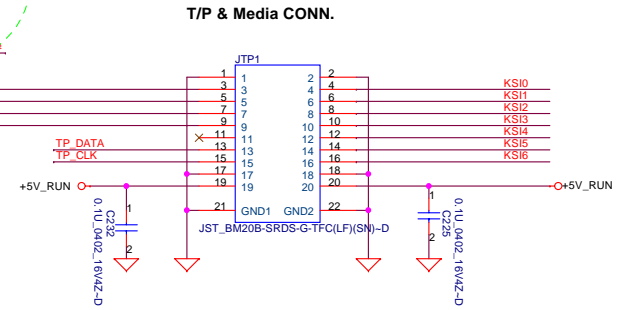 T/P & Media CONN.
JTP1
1 1 2 2
3 3 4 4 KSI0
5 5 6 6 KSI1
7 7 8 8 KSI2
9 9 10 10 KSI3
11 11 12 12 KSI4
TP_DATA 13 13 14 14 KSI5
TP_CLK 15 15 16 16 KSI6
17 17 18 18
+5V_RUN 19 19 20 20 +5V_RUN
21 GND1 GND2 22
JST_BM20B-SRDS-G-TFC(LF)(SN)~D
1
2
C232
0.1U_0402_16V4Z~D
1
2
C225
0.1U_0402_16V4Z~D